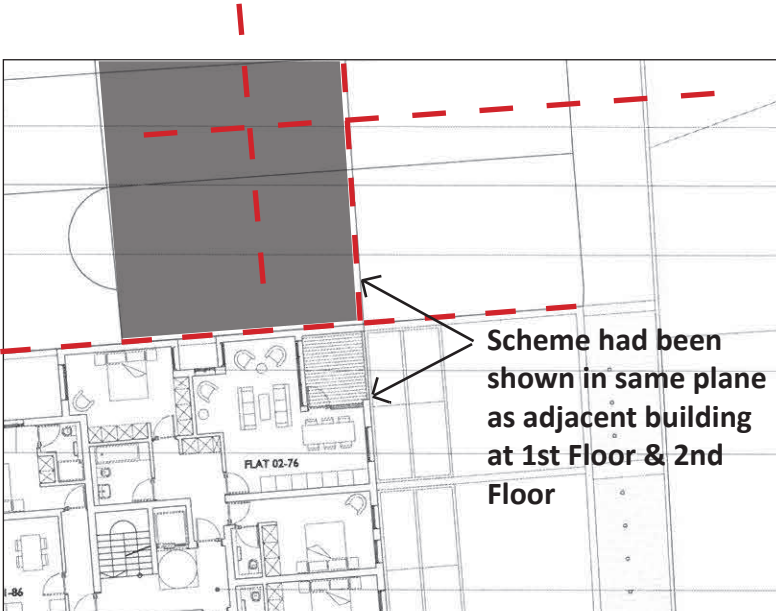 Scheme had been
shown in same plane
as adjacent building
at 1st Floor & 2nd
Floor
FLAT 02-76
-86